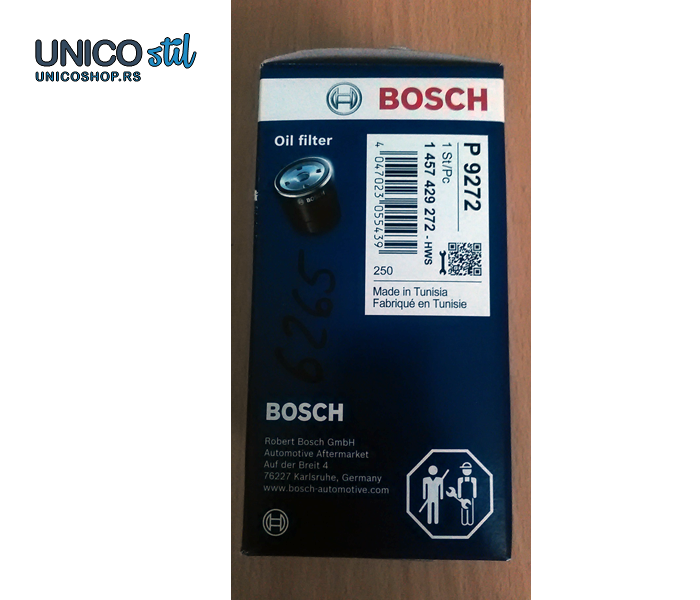 UNICO stil
UNICOSHOP.RS
BOSCH
Oil filter
BOSCH
P 9272
1 St/Pc
1 457 429 272 - HWS
4 047023 055439
250
Made in Tunisia
Fabriqué en Tunisie
6265
BOSCH
Robert Bosch GmbH
Automotive Aftermarket
Auf der Breit 4
76227 Karlsruhe, Germany
www.bosch-automotive.com